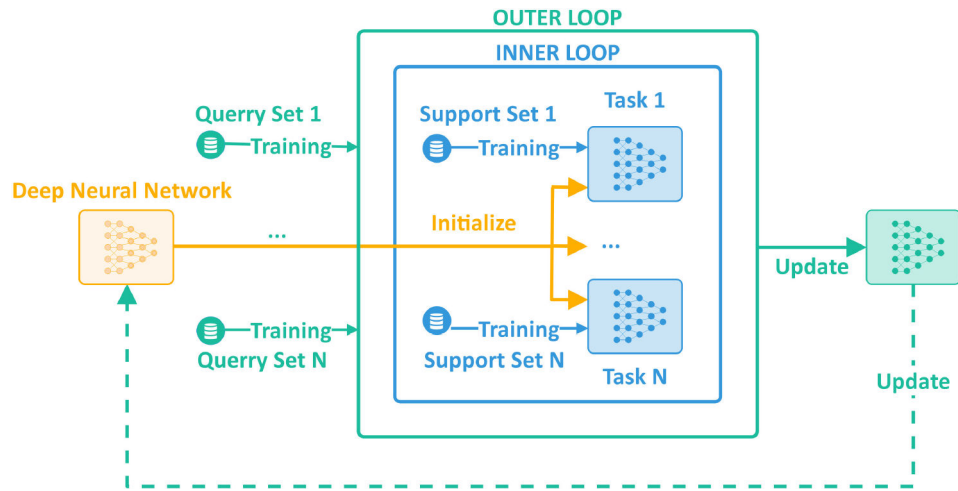 OUTER LOOP
INNER LOOP
Querry Set 1
Training
Support Set 1
Training
Task 1
Deep Neural Network
...
Initialize
...
Update
Training
Querry Set N
Training
Support Set N
Task N
Update